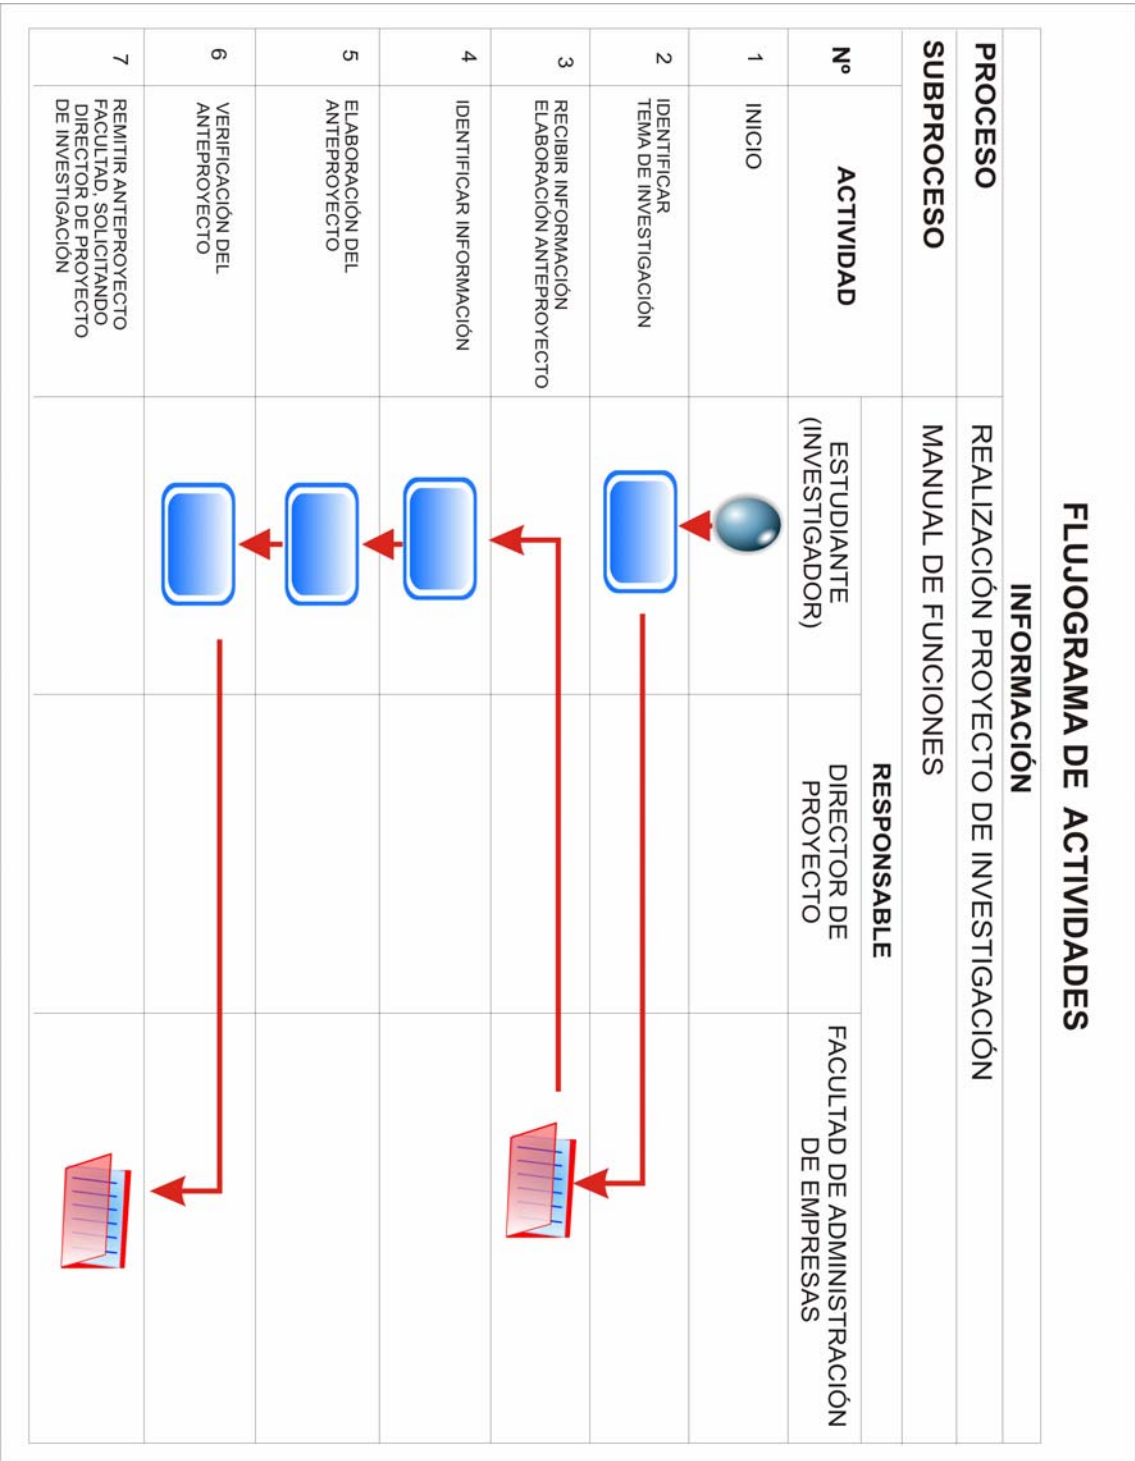 FLUJOGRAMA DE ACTIVIDADES
INFORMACIÓN
PROCESO
REALIZACIÓN PROYECTO DE INVESTIGACIÓN
SUBPROCESO
MANUAL DE FUNCIONES
Nº
ACTIVIDAD
RESPONSABLE
ESTUDIANTE
(INVESTIGADOR)
DIRECTOR DE
PROYECTO
FACULTAD DE ADMINISTRACIÓN
DE EMPRESAS
1
INICIO
2
IDENTIFICAR
TEMA DE INVESTIGACIÓN
3
RECIBIR INFORMACIÓN
ELABORACIÓN ANTEPROYECTO
4
IDENTIFICAR INFORMACIÓN
5
ELABORACIÓN DEL
ANTEPROYECTO
6
VERIFICACIÓN DEL
ANTEPROYECTO
7
REMITIR ANTEPROYECTO
FACULTAD, SOLICITANDO
DIRECTOR DE PROYECTO
DE INVESTIGACIÓN